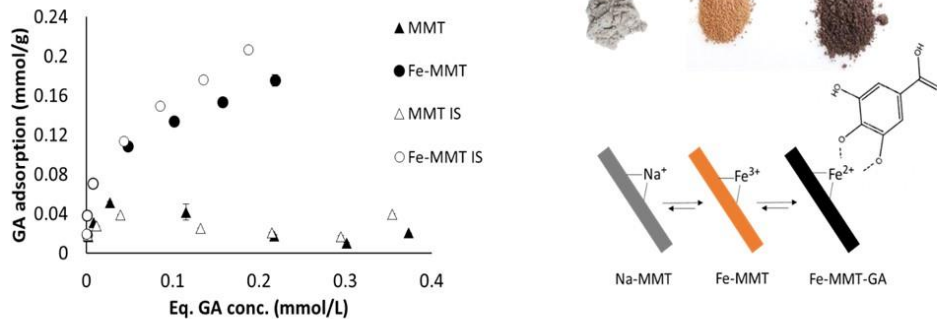 0.24
0.2
0.16
0.12
0.08
0.04
0
GA adsorption (mmol/g)
0 0.1 0.2 0.3 0.4
Eq. GA conc. (mmol/L)
MMT
Fe-MMT
MMT IS
Fe-MMT IS
OH
HO
O
O
Na+
Fe3+
Fe2+
Na-MMT Fe-MMT Fe-MMT-GA